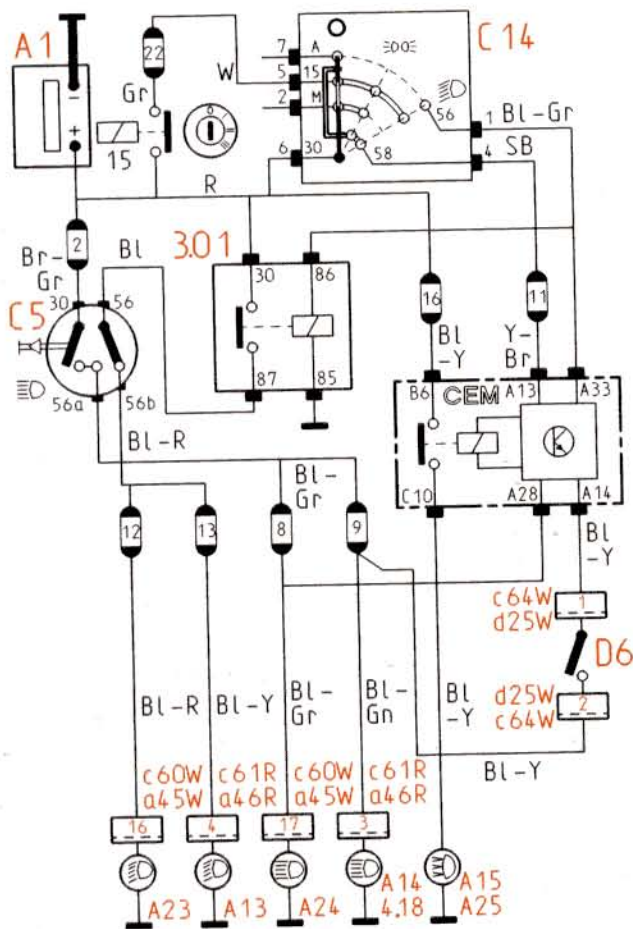 A1
22
7
A
C14
W
5
15
Gr
2
M
-
+
15
0
I
II
56
1
Bl-Gr
6
30
58
4
SB
R
2
Bl
3.01
Br-
Gr
30
86
16
11
C5
30
56
Bl
-Y
Y-
Br
87
85
B6
CEM
A13
A33
56a
56b
Bl-R
C10
A28
A14
Bl-
Gr
12
13
8
9
Bl
-Y
c64W
d25W
1
D6
Bl-R
Bl-Y
Bl-
Gr
Bl-
Gn
Bl
-Y
d25W
c64W
2
Bl-Y
c60W
a45W
c61R
a46R
c60W
a45W
c61R
a46R
16
4
17
3
A23
A13
A24
A14
4.18
A15
A25